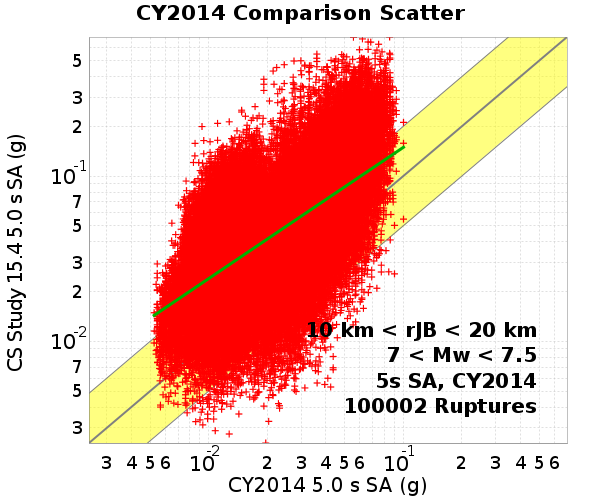 CY2014 Comparison Scatter
CS Study 15.4 5.0 s SA (g)
5
3
2
10⁻¹
7
5
3
2
10⁻²
7
5
3
10 km < rJB < 20 km
7 < Mw < 7.5
5s SA, CY2014
100002 Ruptures
3 4 5 6 10⁻² 2 3 4 5 6 10⁻¹ 2 3 4 5 6
CY2014 5.0 s SA (g)